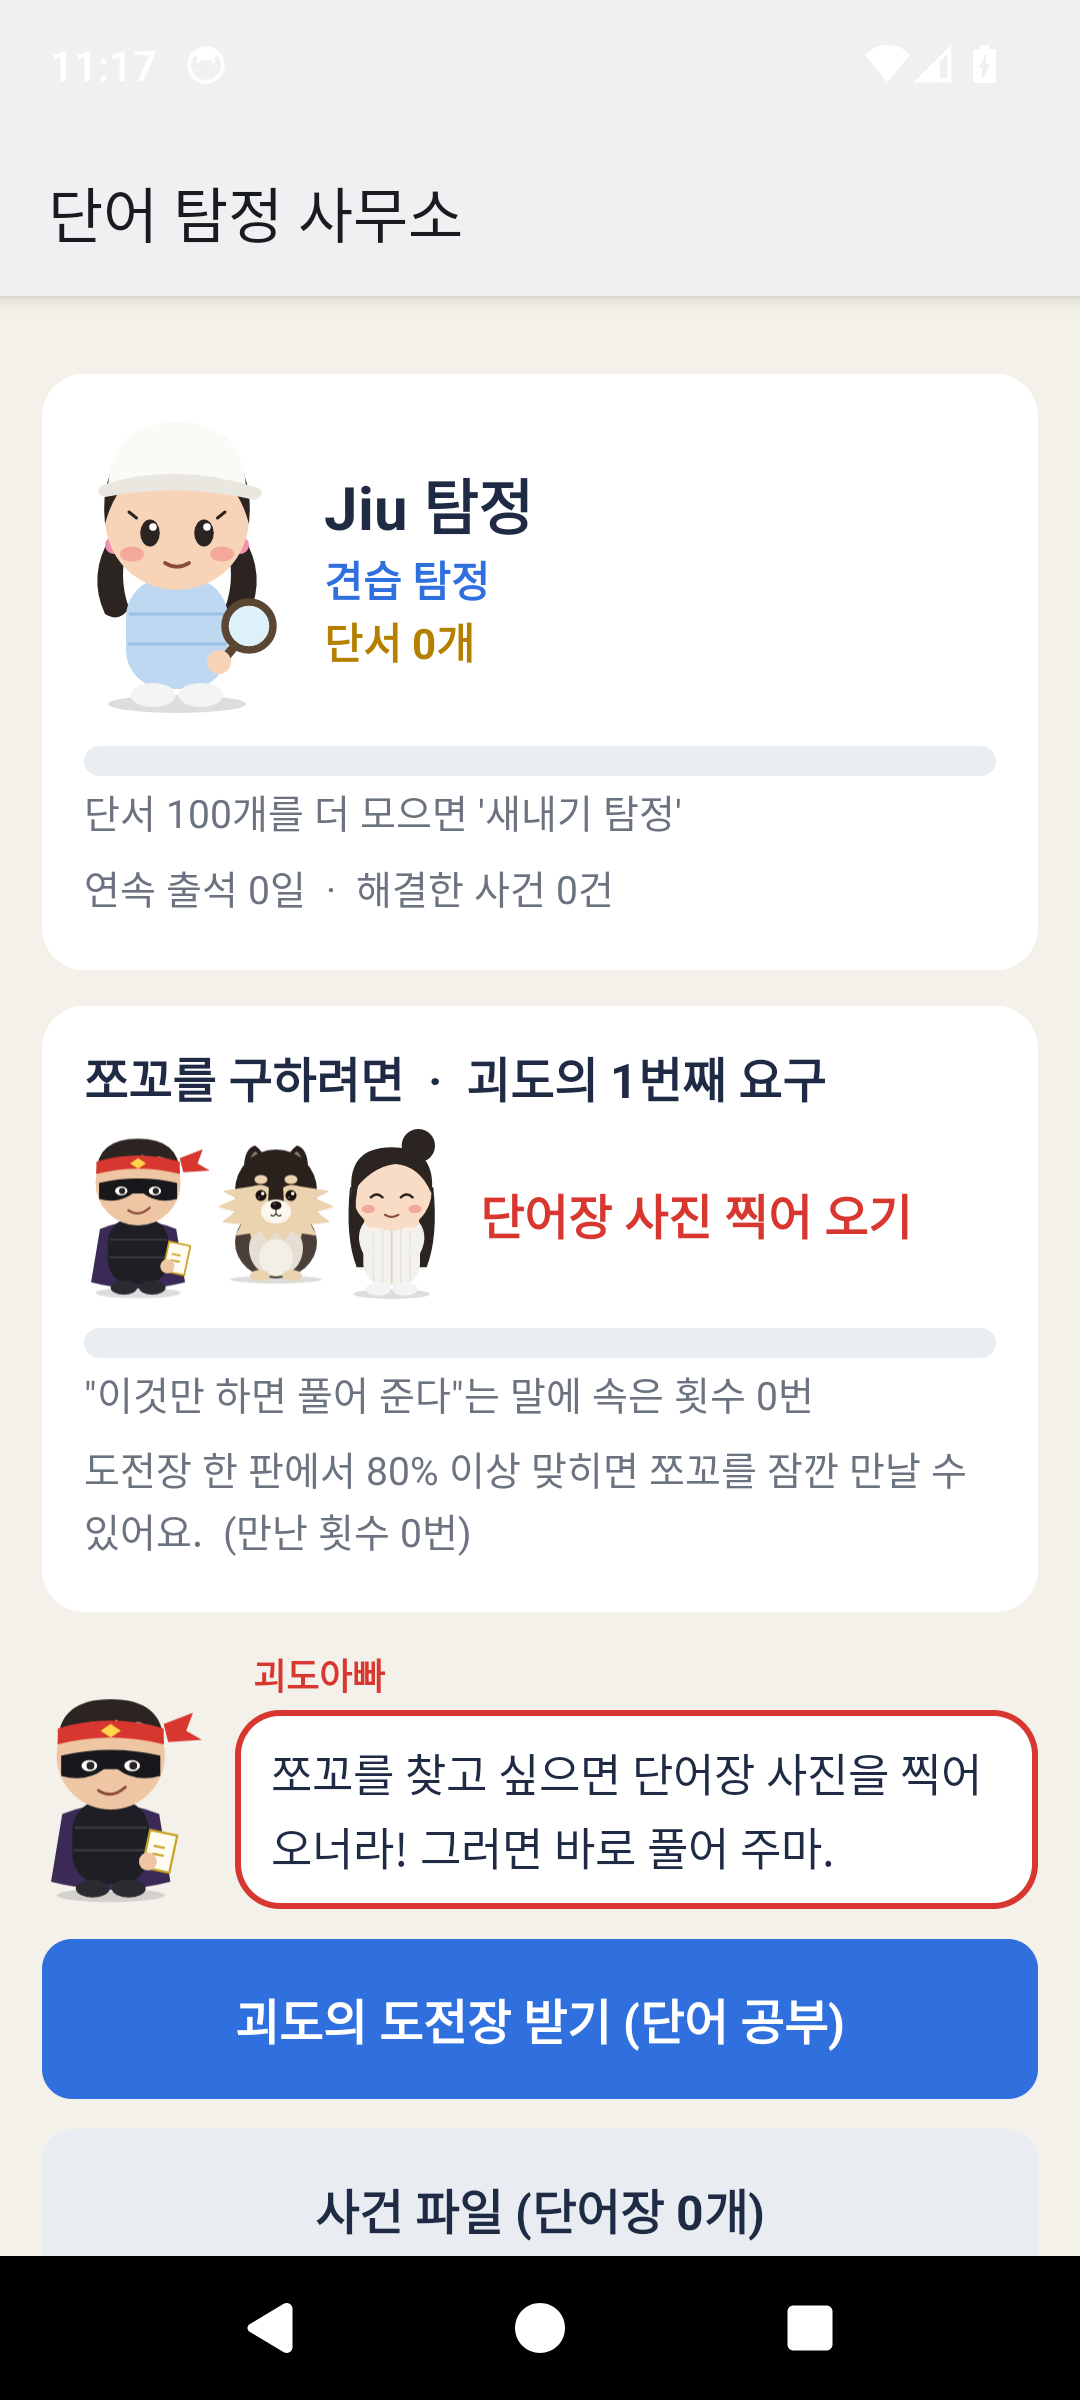 11:17
단어 탐정 사무소
Jiu 탐정
견습 탐정
단서 0개
단서 100개를 더 모으면 '새내기 탐정'
연속 출석 0일 · 해결한 사건 0건
쪼꼬를 구하려면 · 괴도의 1번째 요구
단어장 사진 찍어 오기
"이것만 하면 풀어 준다"는 말에 속은 횟수 0번
도전장 한 판에서 80% 이상 맞히면 쪼꼬를 잠깐 만날 수
있어요. (만난 횟수 0번)
괴도아빠
쪼꼬를 찾고 싶으면 단어장 사진을 찍어
오너라! 그러면 바로 풀어 주마.
괴도의 도전장 받기 (단어 공부)
사건 파일 (단어장 0개)